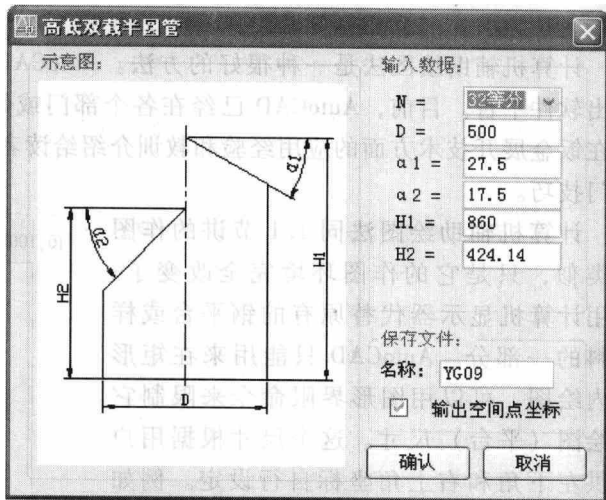 高低双截半圆管
示意图:
输入数据:
N = 32等分
D = 500
α1 = 27.5
α2 = 17.5
H1 = 860
H2 = 424.14
α1
α2
H1
H2
D
保存文件:
名称: YG09
输出空间点坐标
确认 取消